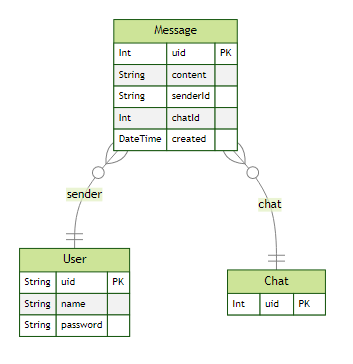 Message
Int uid PK
String content
String senderId
Int chatId
DateTime created
sender
chat
User
String uid PK
String name
String password
Chat
Int uid PK